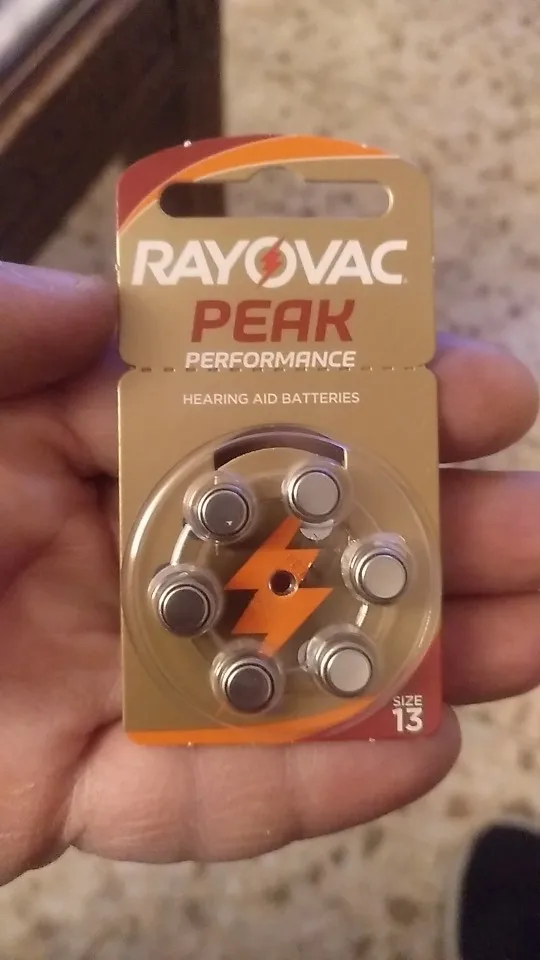 RAYOVAC
PEAK
PERFORMANCE
HEARING AID BATTERIES
SIZE
13